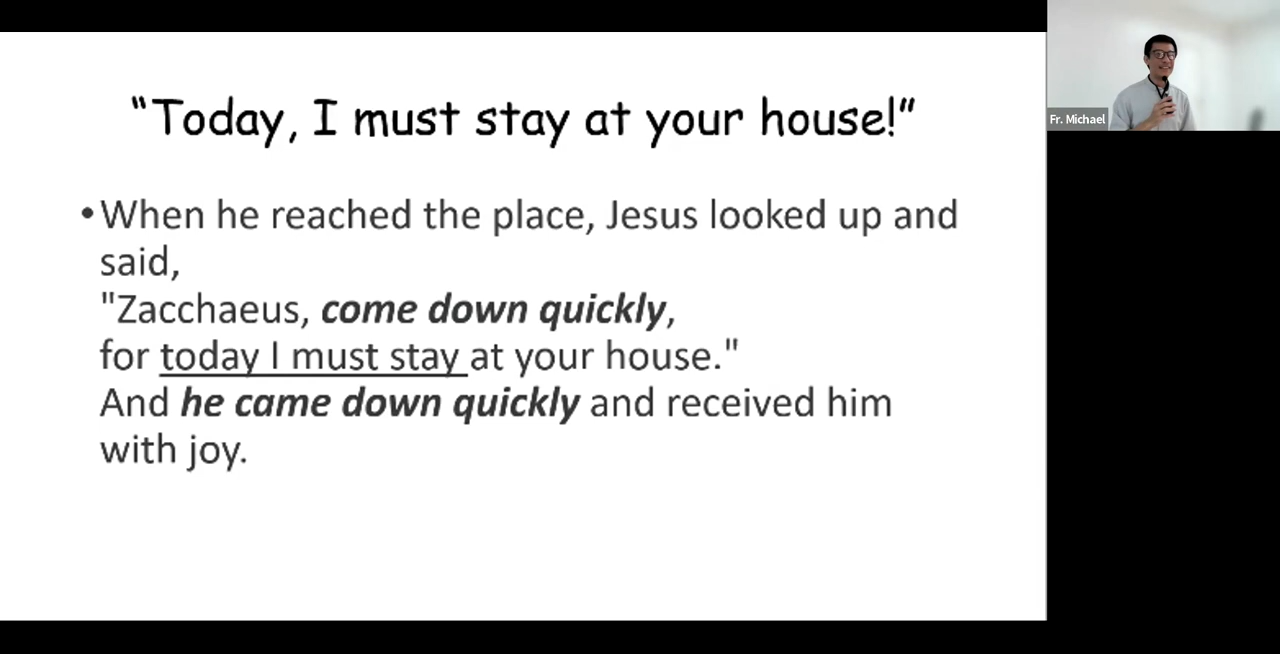 “Today, I must stay at your house!”
•When he reached the place, Jesus looked up and
said,
"Zacchaeus, come down quickly,
for today I must stay at your house."
And he came down quickly and received him
with joy.
Fr. Michael